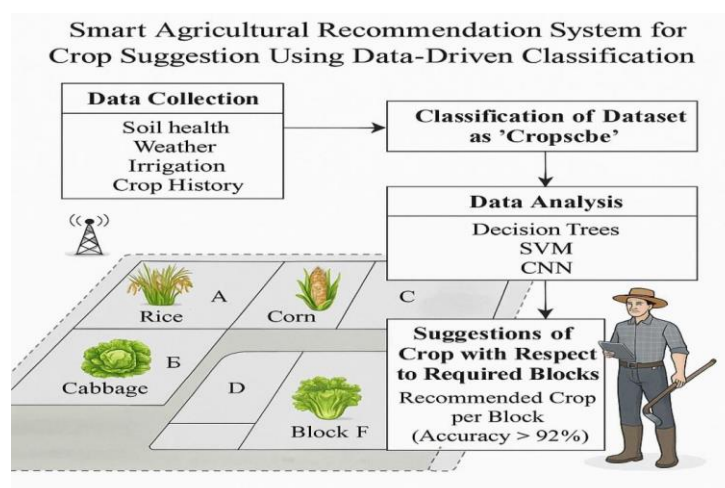 Smart Agricultural Recommendation System for
Crop Suggestion Using Data-Driven Classification
Data Collection
Soil health
Weather
Irrigation
Crop History
Classification of Dataset
as 'Cropscbe'
Data Analysis
Decision Trees
SVM
CNN
Suggestions of
Crop with Respect
to Required Blocks
Recommended Crop
per Block
(Accuracy > 92%)
Rice
A
Corn
C
Cabbage
Б
D
Block F